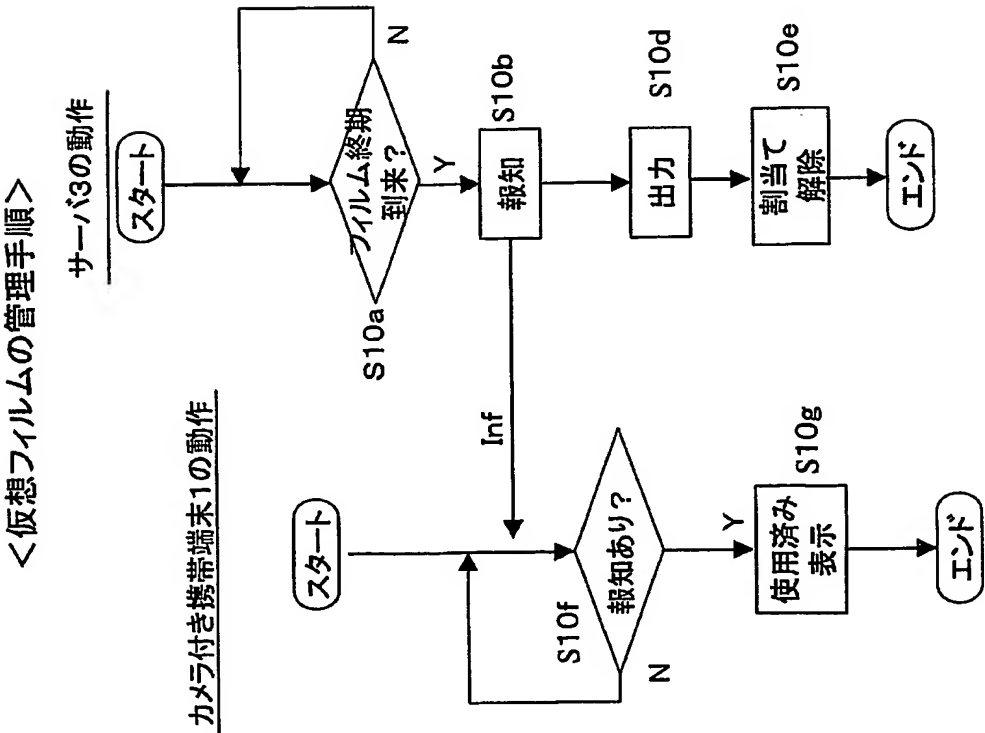 ＜仮想フィルムの管理手順＞
カメラ付き携帯端末1の動作
スタート
報知あり？
S10f
N
Y
使用済み
表示
S10g
エンド
Inf
サーバ3の動作
スタート
フィルム終期
到来？
S10a
N
Y
報知
S10b
出力
S10d
割当て
解除
S10e
エンド